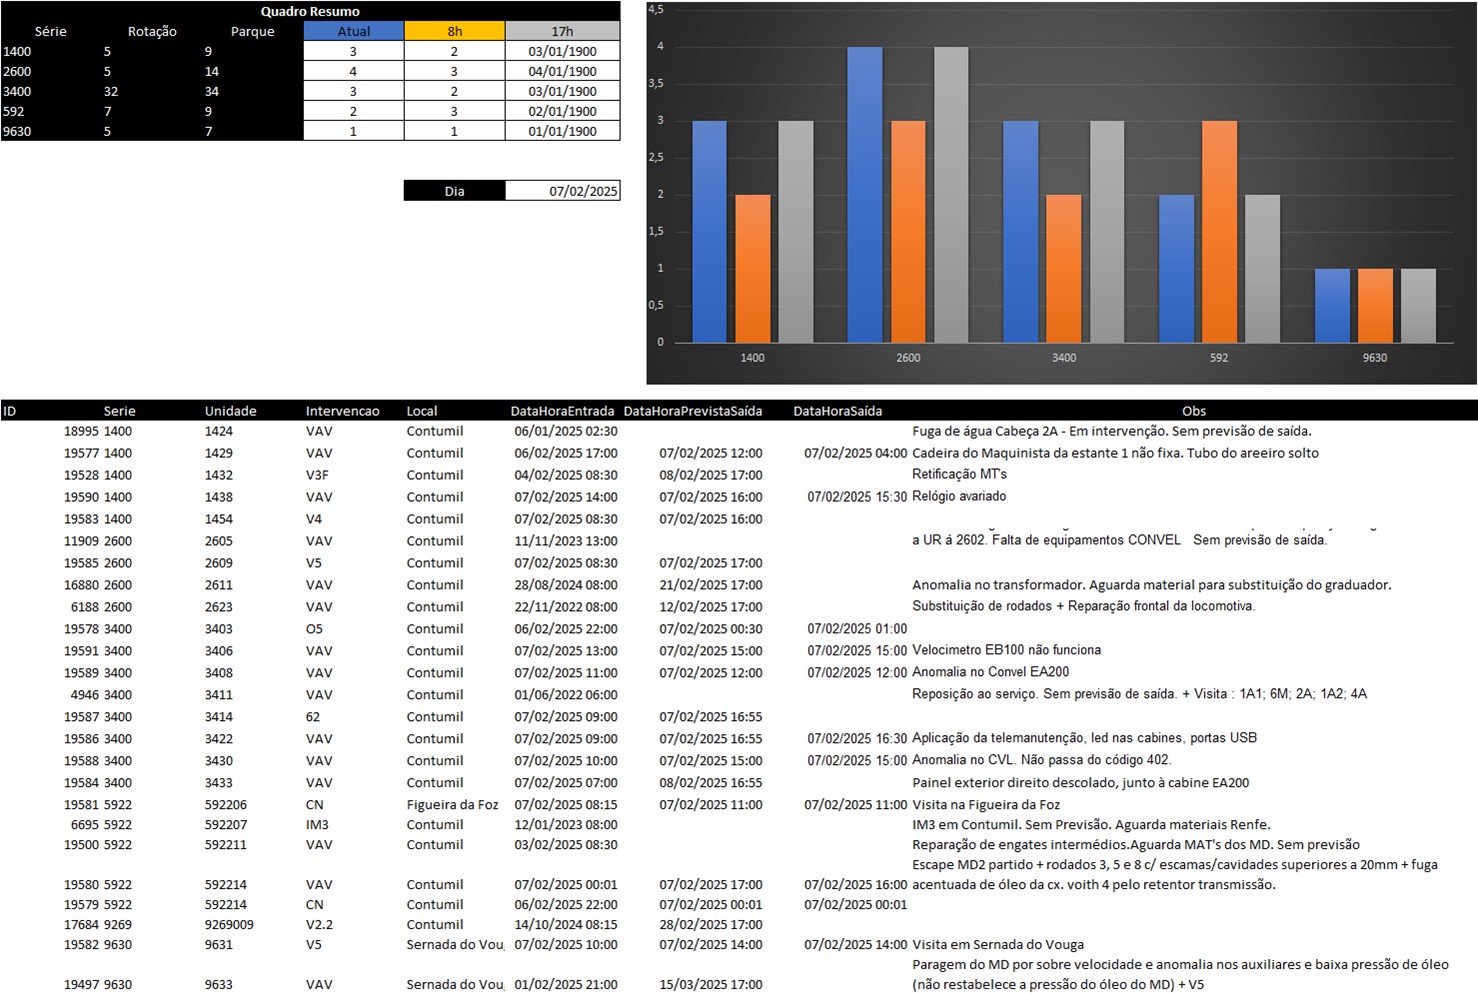 Quadro Resumo
Série Rotação Parque Atual 8h 17h
1400 5 9 3 2 03/01/1900
2600 5 14 4 3 04/01/1900
3400 32 34 3 2 03/01/1900
592 7 9 2 3 02/01/1900
9630 5 7 1 1 01/01/1900
Dia 07/02/2025
4,5
4
3,5
3
2,5
2
1,5
1
0,5
0
1400 2600 3400 592 9630
ID Serie Unidade Intervencao Local DataHoraEntrada DataHoraPrevistaSaída DataHoraSaída Obs
18995 1400 1424 VAV Contumil 06/01/2025 02:30 Fuga de água Cabeça 2A - Em intervenção. Sem previsão de saída.
19577 1400 1429 VAV Contumil 06/02/2025 17:00 07/02/2025 12:00 07/02/2025 04:00 Cadeira do Maquinista da estante 1 não fixa. Tubo do areeiro solto
19528 1400 1432 V3F Contumil 04/02/2025 08:30 08/02/2025 17:00 Retificação MT's
19590 1400 1438 VAV Contumil 07/02/2025 14:00 07/02/2025 16:00 07/02/2025 15:30 Relógio avariado
19583 1400 1454 V4 Contumil 07/02/2025 08:30 07/02/2025 16:00
11909 2600 2605 VAV Contumil 11/11/2023 13:00 a UR á 2602. Falta de equipamentos CONVEL Sem previsão de saída.
19585 2600 2609 V5 Contumil 07/02/2025 08:30 07/02/2025 17:00
16880 2600 2611 VAV Contumil 28/08/2024 08:00 21/02/2025 17:00 Anomalia no transformador. Aguarda material para substituição do graduador.
6188 2600 2623 VAV Contumil 22/11/2022 08:00 12/02/2025 17:00 Substituição de rodados + Reparação frontal da locomotiva.
19578 3400 3403 O5 Contumil 06/02/2025 22:00 07/02/2025 00:30 07/02/2025 01:00
19591 3400 3406 VAV Contumil 07/02/2025 13:00 07/02/2025 15:00 07/02/2025 15:00 Velocimetro EB100 não funciona
19589 3400 3408 VAV Contumil 07/02/2025 11:00 07/02/2025 12:00 07/02/2025 12:00 Anomalia no Convel EA200
4946 3400 3411 VAV Contumil 01/06/2022 06:00 Reposição ao serviço. Sem previsão de saída. + Visita : 1A1; 6M; 2A; 1A2; 4A
19587 3400 3414 62 Contumil 07/02/2025 09:00 07/02/2025 16:55
19586 3400 3422 VAV Contumil 07/02/2025 09:00 07/02/2025 16:55 07/02/2025 16:30 Aplicação da telemanutenção, led nas cabines, portas USB
19588 3400 3430 VAV Contumil 07/02/2025 10:00 07/02/2025 15:00 07/02/2025 15:00 Anomalia no CVL. Não passa do código 402.
19584 3400 3433 VAV Contumil 07/02/2025 07:00 08/02/2025 16:55 Painel exterior direito descolado, junto à cabine EA200
19581 5922 592206 CN Figueira da Foz 07/02/2025 08:15 07/02/2025 11:00 07/02/2025 11:00 Visita na Figueira da Foz
6695 5922 592207 IM3 Contumil 12/01/2023 08:00 IM3 em Contumil. Sem Previsão. Aguarda materiais Renfe.
19500 5922 592211 VAV Contumil 03/02/2025 08:30 Reparação de engates intermédios.Aguarda MAT's dos MD. Sem previsão
Escape MD2 partido + rodados 3, 5 e 8 c/ escamas/cavidades superiores a 20mm + fuga
19580 5922 592214 VAV Contumil 07/02/2025 00:01 07/02/2025 17:00 07/02/2025 16:00 acentuada de óleo da cx. voith 4 pelo retentor transmissão.
19579 5922 592214 CN Contumil 06/02/2025 22:00 07/02/2025 00:01 07/02/2025 00:01
17684 9269 9269009 V2.2 Contumil 14/10/2024 08:15 28/02/2025 17:00
19582 9630 9631 V5 Sernada do Vou 07/02/2025 10:00 07/02/2025 14:00 07/02/2025 14:00 Visita em Sernada do Vouga
Paragem do MD por sobre velocidade e anomalia nos auxiliares e baixa pressão de óleo
19497 9630 9633 VAV Sernada do Vou 01/02/2025 21:00 15/03/2025 17:00 (não restabelece a pressão do óleo do MD) + V5